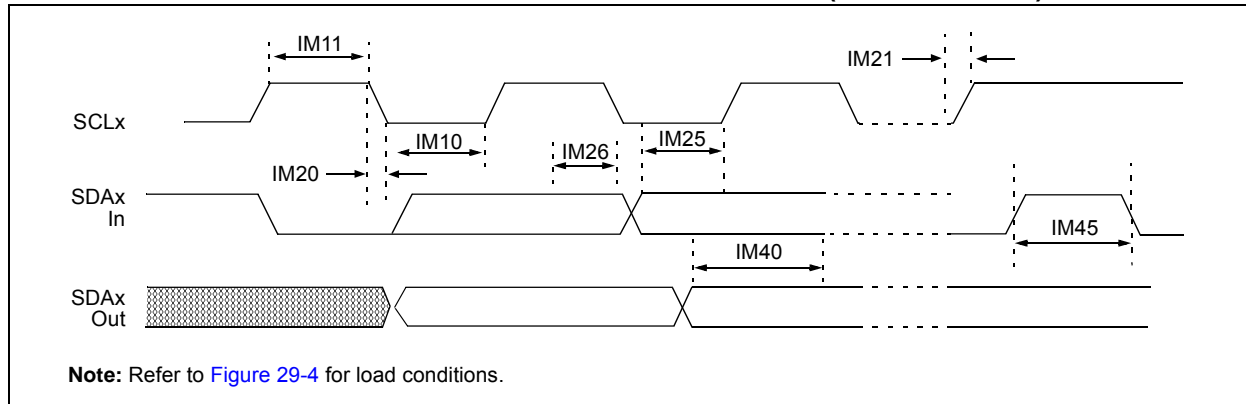 IM11
IM21
SCLx
IM10
IM26
IM25
IM20
SDAx
In
IM45
IM40
SDAx
Out
Note: Refer to Figure 29-4 for load conditions.